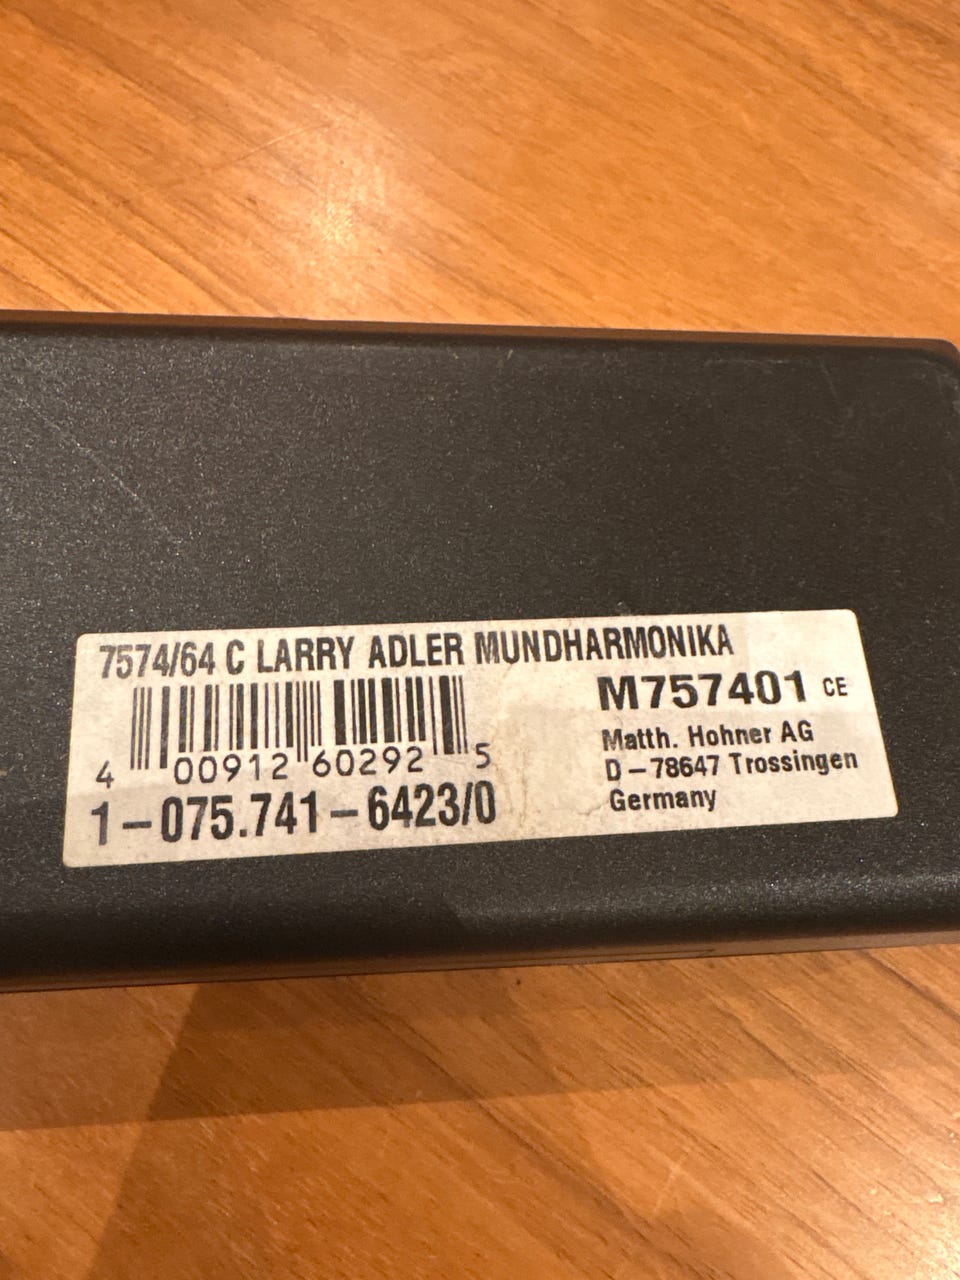 7574/64 C LARRY ADLER MUNDHARMONIKA
M757401 CE
4 00912 60292 5
Matth. Hohner AG
D-78647 Trossingen
Germany
1-075.741-6423/0